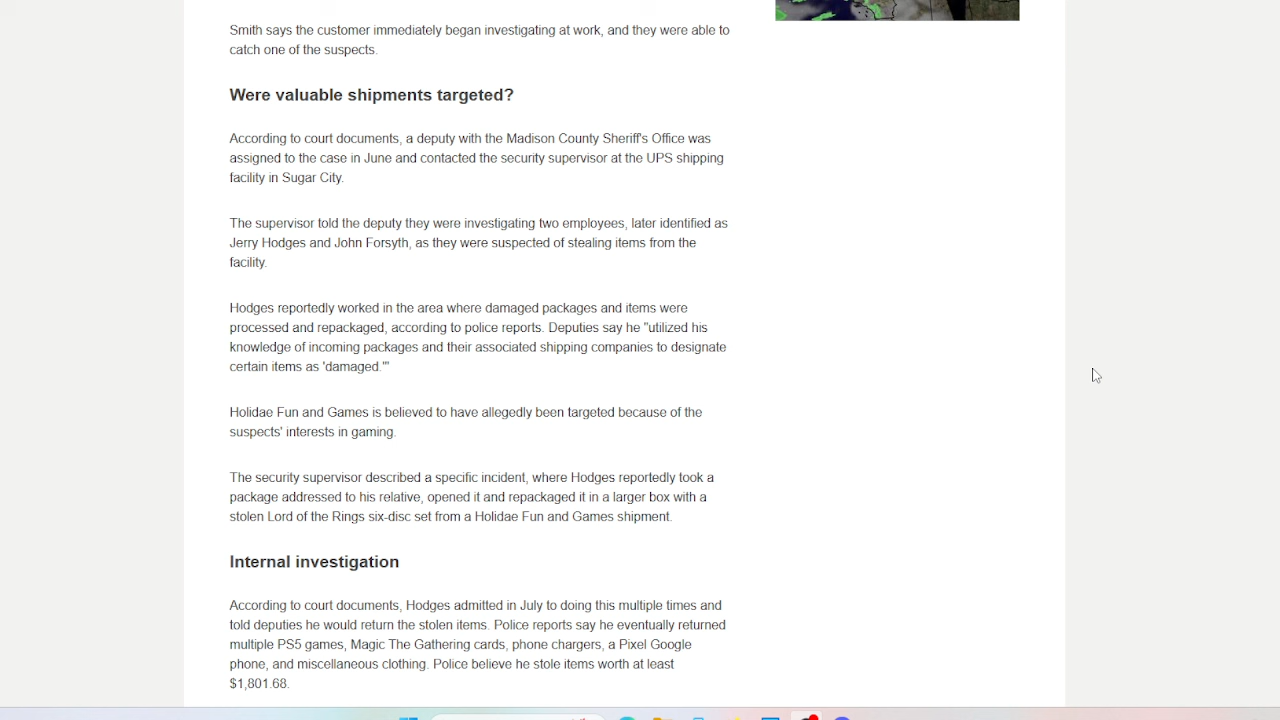 Smith says the customer immediately began investigating at work, and they were able to
catch one of the suspects.
Were valuable shipments targeted?
According to court documents, a deputy with the Madison County Sheriff's Office was
assigned to the case in June and contacted the security supervisor at the UPS shipping
facility in Sugar City.
The supervisor told the deputy they were investigating two employees, later identified as
Jerry Hodges and John Forsyth, as they were suspected of stealing items from the
facility.
Hodges reportedly worked in the area where damaged packages and items were
processed and repackaged, according to police reports. Deputies say he "utilized his
knowledge of incoming packages and their associated shipping companies to designate
certain items as 'damaged.'"
Holidae Fun and Games is believed to have allegedly been targeted because of the
suspects' interests in gaming.
The security supervisor described a specific incident, where Hodges reportedly took a
package addressed to his relative, opened it and repackaged it in a larger box with a
stolen Lord of the Rings six-disc set from a Holidae Fun and Games shipment.
Internal investigation
According to court documents, Hodges admitted in July to doing this multiple times and
told deputies he would return the stolen items. Police reports say he eventually returned
multiple PS5 games, Magic The Gathering cards, phone chargers, a Pixel Google
phone, and miscellaneous clothing. Police believe he stole items worth at least
$1,801.68.